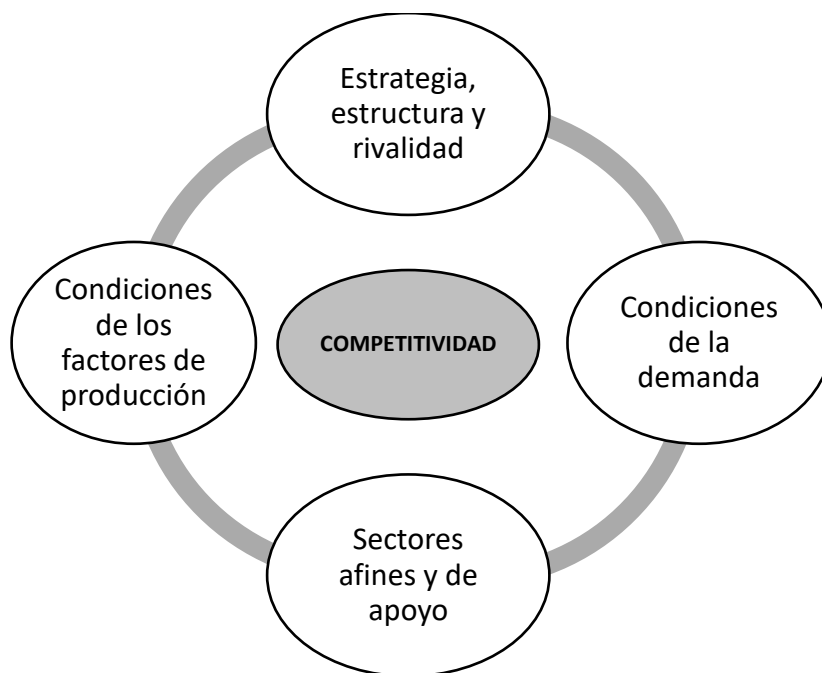 Estrategia,
estructura y
rivalidad
Condiciones
de los
factores de
producción
COMPETITIVIDAD
Condiciones
de la
demanda
Sectores
afines y de
apoyo